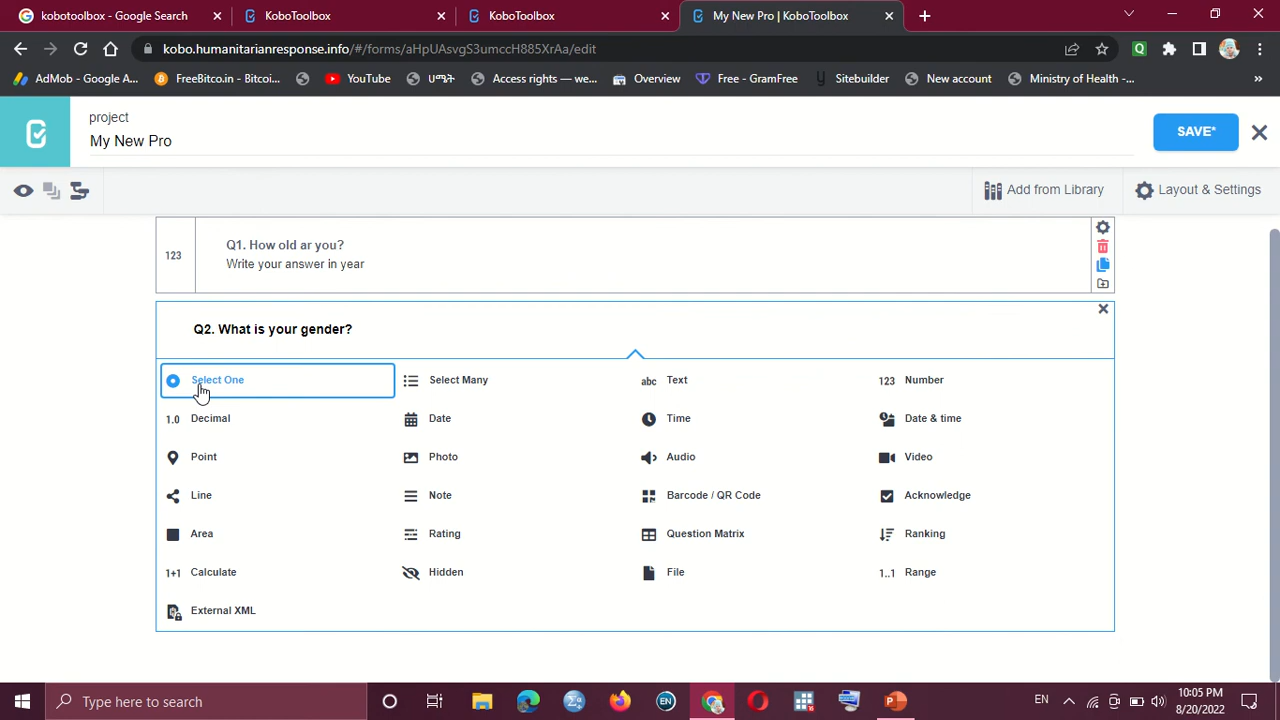 kobotoolbox - Google Search
KoboToolbox
KoboToolbox
My New Pro | KoboToolbox
kobo.humanitarianresponse.info/#/forms/aHpUAsvgS3umccH885XrAa/edit
AdMob - Google A...
FreeBitco.in - Bitcoi...
YouTube
Access rights — we...
Overview
Free - GramFree
Sitebuilder
New account
Ministry of Health -...
»
project
My New Pro
SAVE*
Add from Library
Layout & Settings
123
Q1. How old ar you?
Write your answer in year
Q2. What is your gender?
Select One
Select Many
abc Text
123 Number
1.0 Decimal
Date
Time
Date & time
Point
Photo
Audio
Video
Line
Note
Barcode / QR Code
Acknowledge
Area
Rating
Question Matrix
Ranking
1+1 Calculate
Hidden
File
1..1 Range
External XML
Type here to search
EN
EN
10:05 PM
8/20/2022